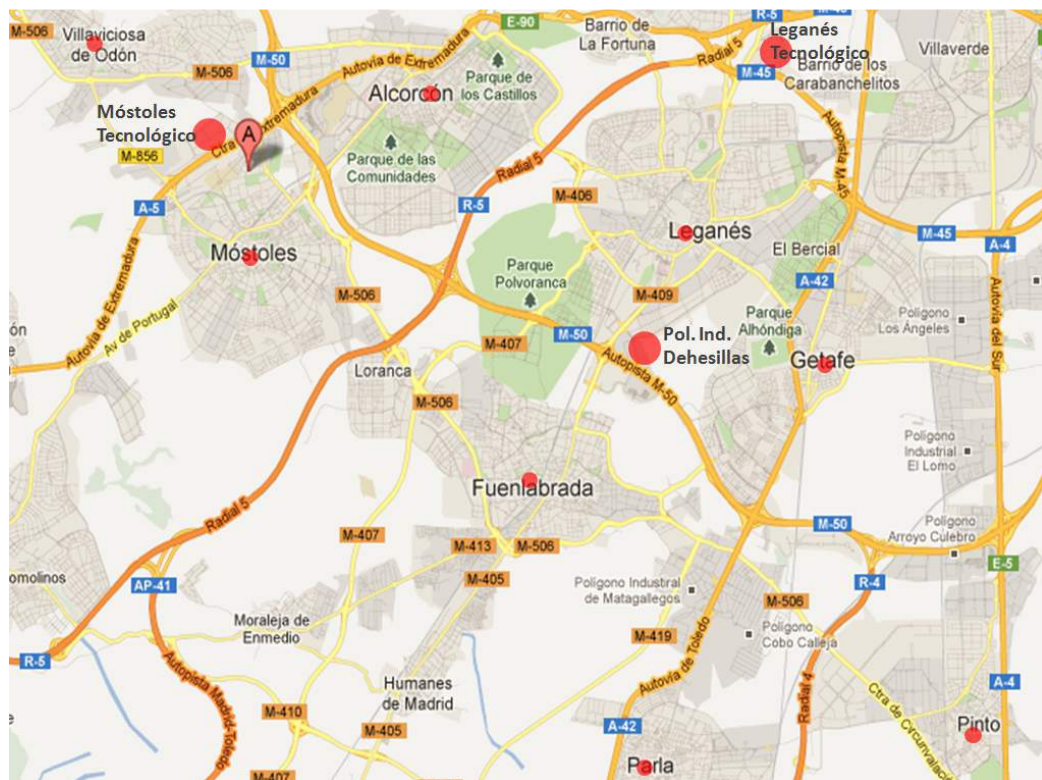 M-506
Villaviciosa
de Odón
M-506
M-50
Autovía de Extremadura
E-90
Barrio de
La Fortuna
R-5
Leganés
Tecnológico
Radial 5
M-45
Barrio de los
Carabanchelitos
Villaverde
Alcorcón
Parque de
los Castillos
Móstoles
Tecnológico
A
Ctra
Extremadura
M-856
Parque de las
Comunidades
Radial 5
Autopista M-45
A-5
R-5
M-406
Leganés
El Bercial
M-45
A-4
Móstoles
Autovía de Extremadura
Av de Portugal
M-506
Parque
Polvoranca
M-409
A-42
Autovía del Sur
Polígono
Los Ángeles
Parque
Alhóndiga
M-50
M-407
Pol. Ind.
Dehesillas
Autopista M-50
Getafe
Loranca
M-506
Polígono
Industrial
El Lomo
Fuenlabrada
Radial 5
M-407
M-413
M-506
M-50
Polígono
Arroyo Culebro
E-5
omolinos
AP-41
M-405
R-4
Polígono Industrial
de Matagallegos
M-506
Moraleja de
Enmedio
M-419
Polígono
Cobo Calleja
R-5
Autopista Madrid-Toledo
Autovía de Toledo
Radial 4
Ctra de Circunvalació
A-4
Humanes
de Madrid
M-410
M-405
A-42
Pinto
M-407
Parla